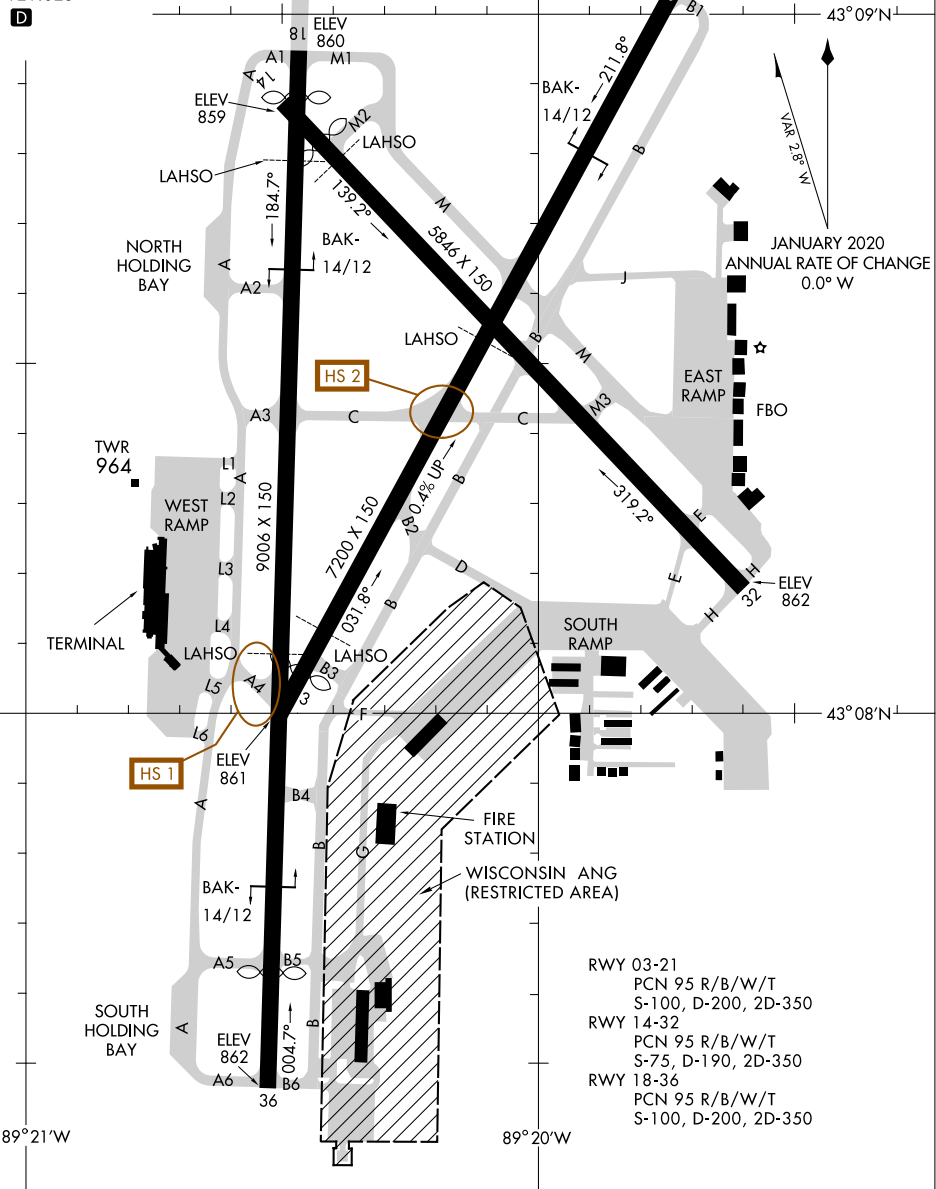 D
43°09'N
18
ELEV
860
A1
M1
B1
A
14
ELEV
859
M2
LAHSO
LAHSO
BAK-
14/12
211.8°
VAR 2.8° W
184.7°
139.2°
B
M
5846 X 150
NORTH
HOLDING
BAY
A
BAK-
14/12
JANUARY 2020
ANNUAL RATE OF CHANGE
0.0° W
A2
J
LAHSO
B
M
HS 2
EAST
RAMP
FBO
A3
C
C
M3
TWR
964
L1
A
L2
WEST
RAMP
9006 X 150
7200 X 150
0.4% UP
B
B2
319.2°
E
L3
D
E
H
ELEV
862
32
H
031.8°
B
TERMINAL
L4
SOUTH
RAMP
LAHSO
LAHSO
B3
A4
L5
3
F
43°08'N
L6
ELEV
861
HS 1
A
B4
FIRE
STATION
B
G
WISCONSIN ANG
(RESTRICTED AREA)
BAK-
14/12
A5
B5
RWY 03-21
PCN 95 R/B/W/T
S-100, D-200, 2D-350
RWY 14-32
PCN 95 R/B/W/T
S-75, D-190, 2D-350
RWY 18-36
PCN 95 R/B/W/T
S-100, D-200, 2D-350
SOUTH
HOLDING
BAY
A
B
ELEV
862
004.7°
A6
B6
36
89°21'W
89°20'W